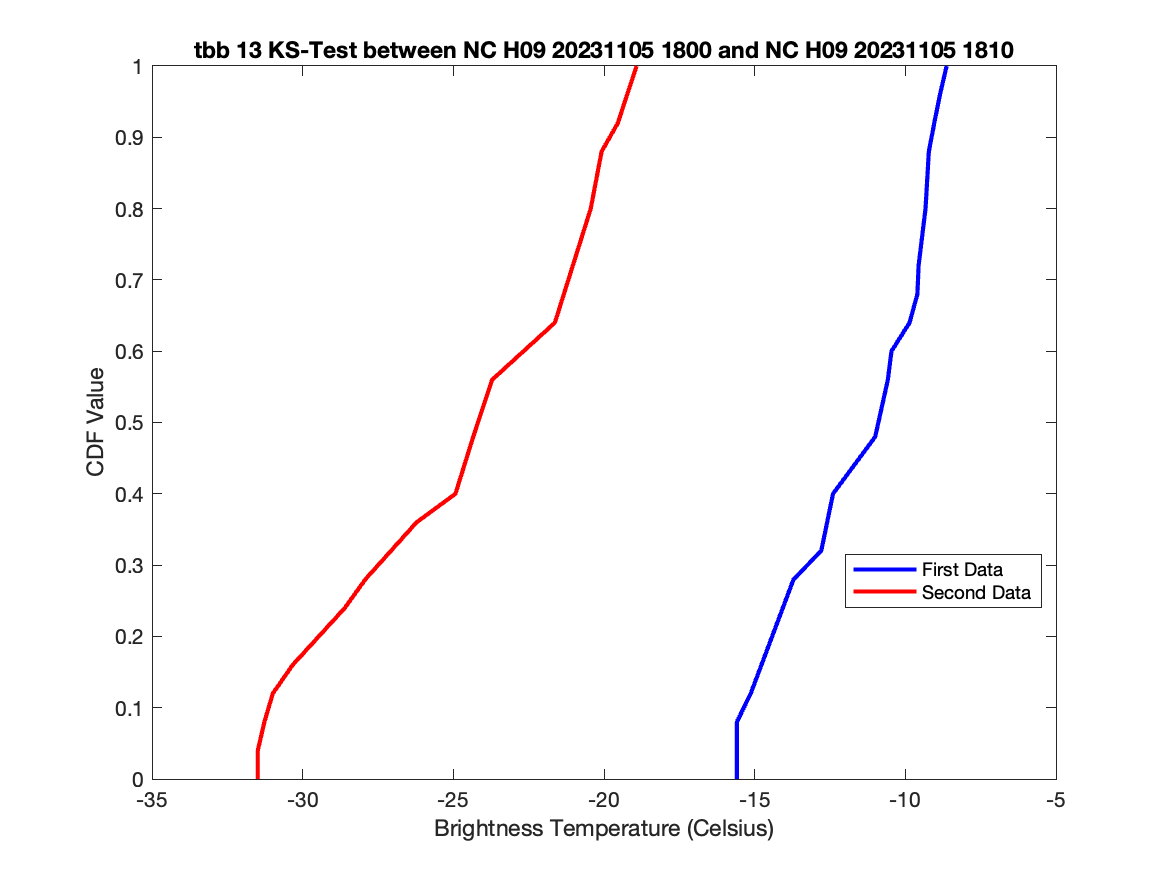 tbb 13 KS-Test between NC H09 20231105 1800 and NC H09 20231105 1810
1
0.9
0.8
0.7
0.6
0.5
0.4
0.3
0.2
0.1
0
CDF Value
First Data
Second Data
-35 -30 -25 -20 -15 -10 -5
Brightness Temperature (Celsius)